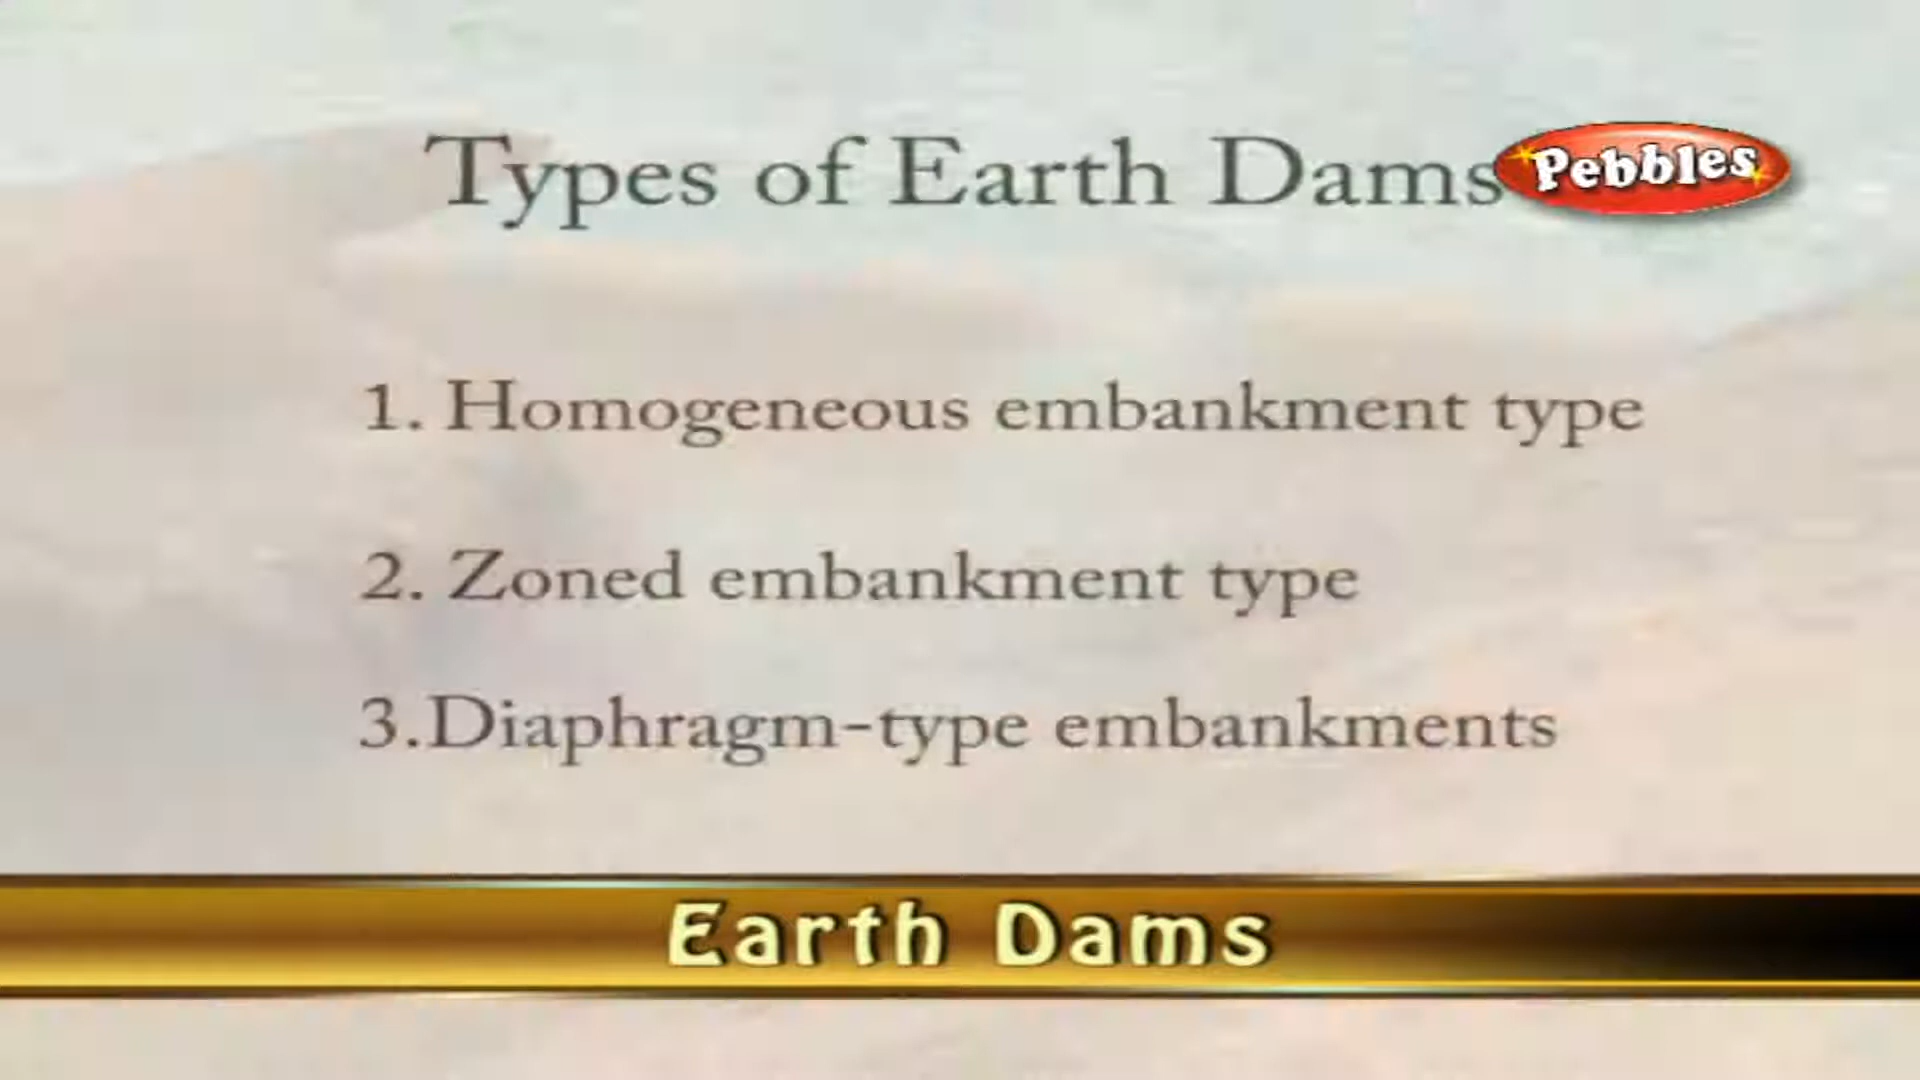 Types of Earth Dams
Pebbles
1. Homogeneous embankment type
2. Zoned embankment type
3.Diaphragm-type embankments
Earth Dams